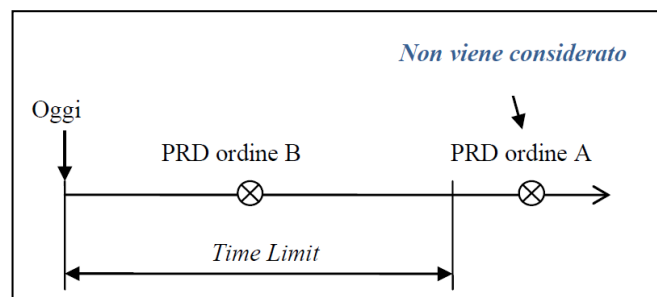 Non viene considerato
Oggi
PRD ordine B
PRD ordine A
Time Limit